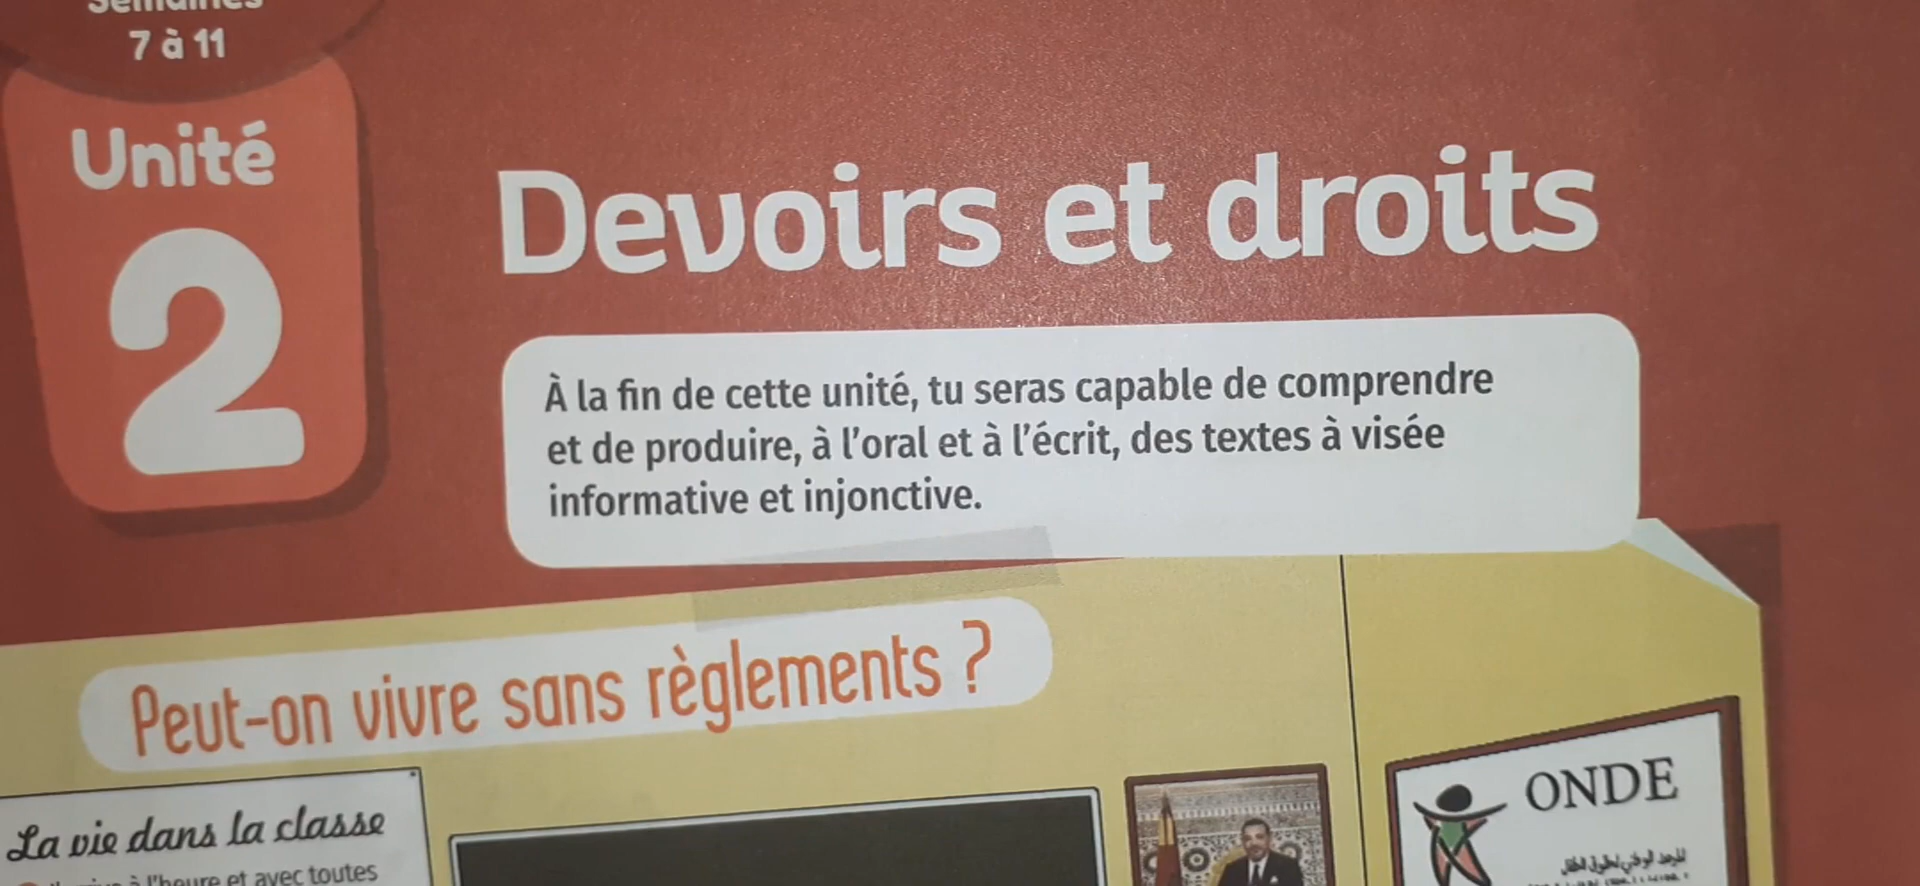 Semaines
7 à 11
Unité
2
Devoirs et droits
À la fin de cette unité, tu seras capable de comprendre
et de produire, à l'oral et à l'écrit, des textes à visée
informative et injonctive.
Peut-on vivre sans règlements ?
La vie dans la classe
à l'heure et avec toutes
ONDE